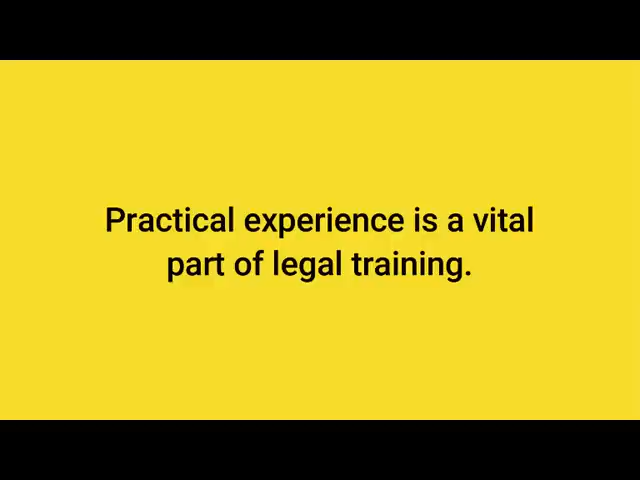 Practical experience is a vital
part of legal training.